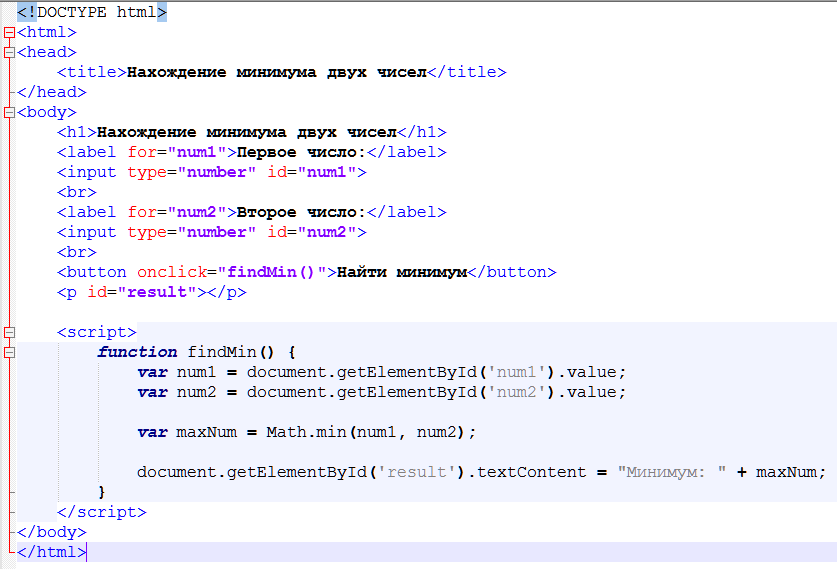 <!DOCTYPE html>
<html>
<head>
    <title>Нахождение минимума двух чисел</title>
</head>
<body>
    <h1>Нахождение минимума двух чисел</h1>
    <label for="num1">Первое число:</label>
    <input type="number" id="num1">
    <br>
    <label for="num2">Второе число:</label>
    <input type="number" id="num2">
    <br>
    <button onclick="findMin()">Найти минимум</button>
    <p id="result"></p>

    <script>
        function findMin() {
            var num1 = document.getElementById('num1').value;
            var num2 = document.getElementById('num2').value;

            var maxNum = Math.min(num1, num2);

            document.getElementById('result').textContent = "Минимум: " + maxNum;
        }
    </script>
</body>
</html>